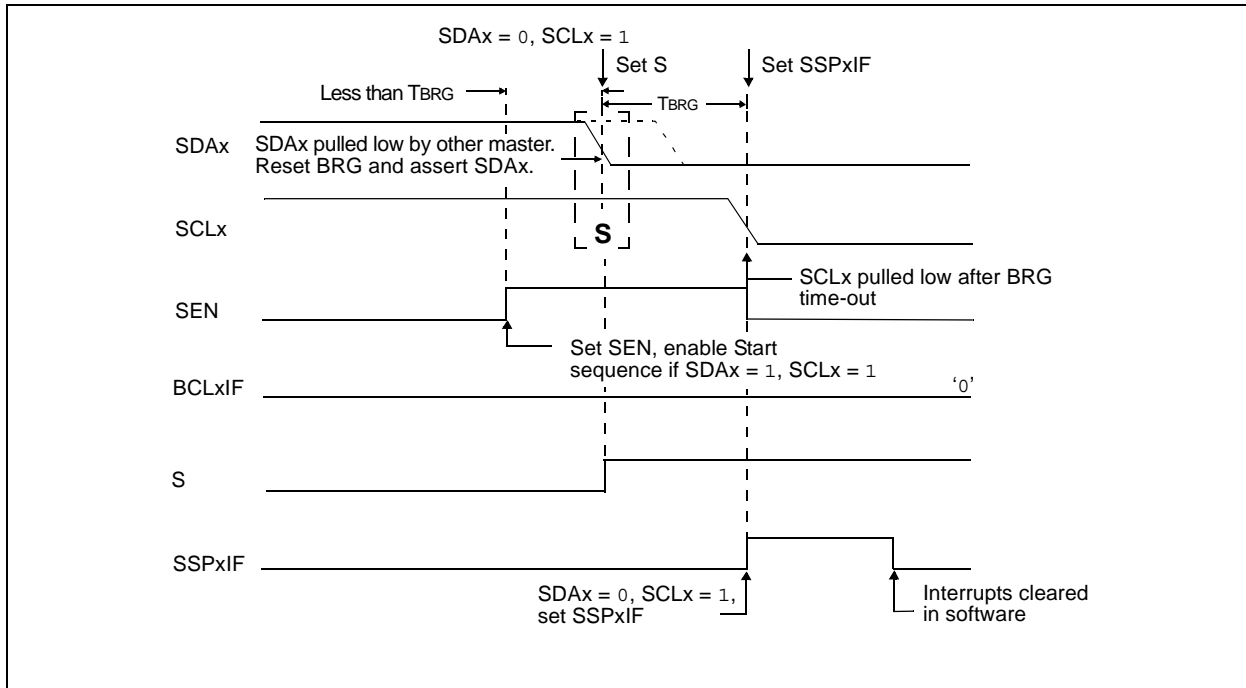 SDAx = 0, SCLx = 1
Set S
Set SSPxIF
Less than TBRG
TBRG
SDAx
SDAx pulled low by other master.
Reset BRG and assert SDAx.
SCLx
S
SCLx pulled low after BRG
time-out
SEN
Set SEN, enable Start
sequence if SDAx = 1, SCLx = 1
BCLxIF
‘0’
S
SSPxIF
SDAx = 0, SCLx = 1,
set SSPxIF
Interrupts cleared
in software